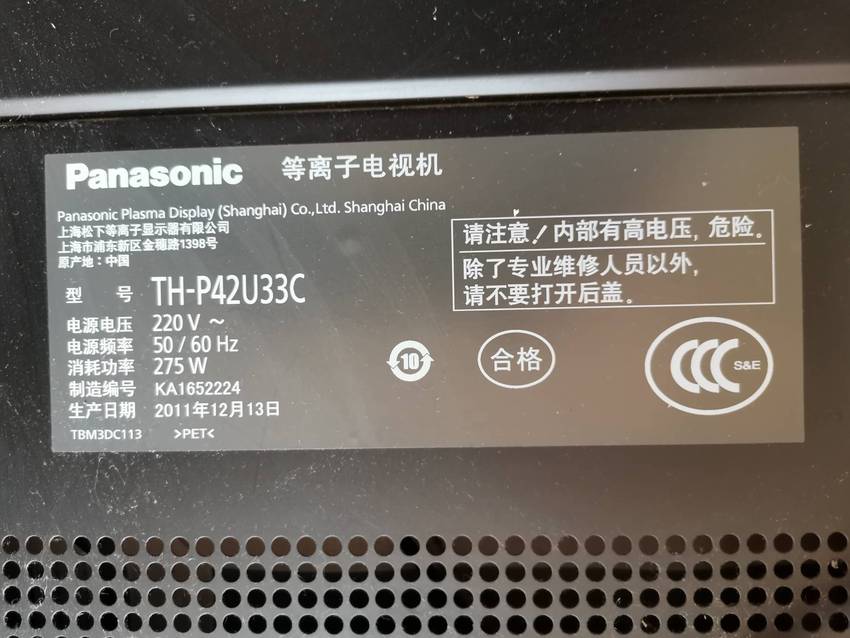 Panasonic 等离子电视机
Panasonic Plasma Display (Shanghai) Co.,Ltd. Shanghai China
上海松下等离子显示器有限公司
上海市浦东新区金穗路1398号
原产地：中国
请注意！内部有高电压，危险。
除了专业维修人员以外，
请不要打开后盖。
型 号 TH-P42U33C
电源电压 220 V ～
电源频率 50 / 60 Hz
消耗功率 275 W
制造编号 KA1652224
生产日期 2011年12月13日
TBM3DC113 >PET<
10
合格
CCC S&E